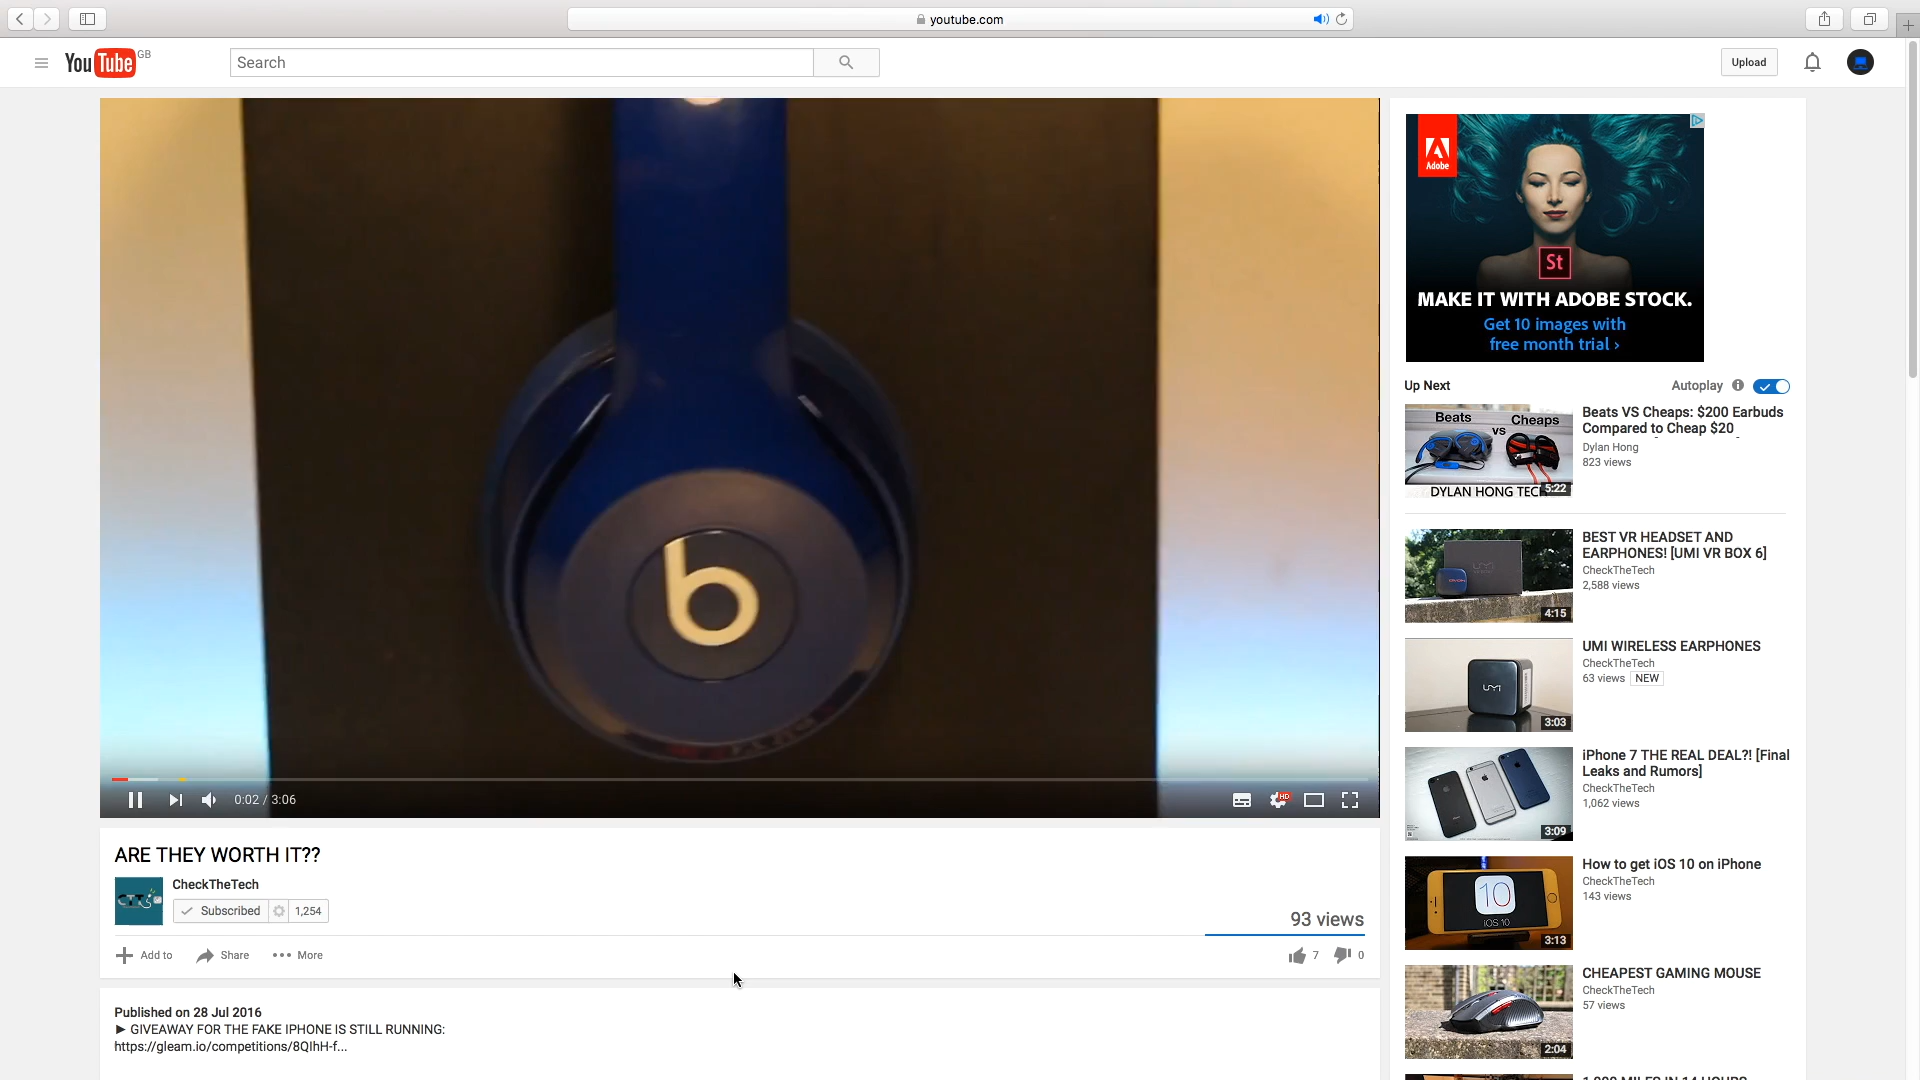 youtube.com
YouTube GB
Search
Upload
b
0:02 / 3:06
HD
ARE THEY WORTH IT??
CheckTheTech
Subscribed 1,254
93 views
Add to Share More
7 0
Published on 28 Jul 2016
► GIVEAWAY FOR THE FAKE IPHONE IS STILL RUNNING:
https://gleam.io/competitions/8QlhH-f...
Adobe
St
MAKE IT WITH ADOBE STOCK.
Get 10 images with
free month trial ›
Up Next
Autoplay
Beats vs Cheaps
DYLAN HONG TECH
5:22
Beats VS Cheaps: $200 Earbuds
Compared to Cheap $20
Dylan Hong
823 views
4:15
BEST VR HEADSET AND
EARPHONES! [UMI VR BOX 6]
CheckTheTech
2,588 views
UMI
3:03
UMI WIRELESS EARPHONES
CheckTheTech
63 views NEW
3:09
iPhone 7 THE REAL DEAL?! [Final
Leaks and Rumors]
CheckTheTech
1,062 views
10
iOS 10
3:13
How to get iOS 10 on iPhone
CheckTheTech
143 views
2:04
CHEAPEST GAMING MOUSE
CheckTheTech
57 views